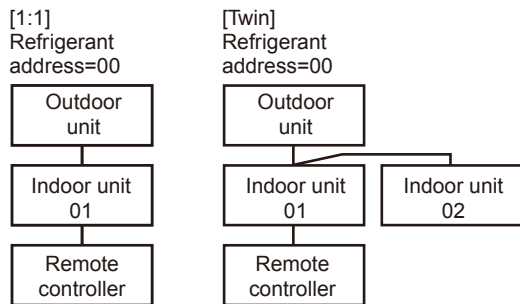 [1:1]
Refrigerant
address=00
Outdoor
unit
Indoor unit
01
Remote
controller
[Twin]
Refrigerant
address=00
Outdoor
unit
Indoor unit
01
Indoor unit
02
Remote
controller